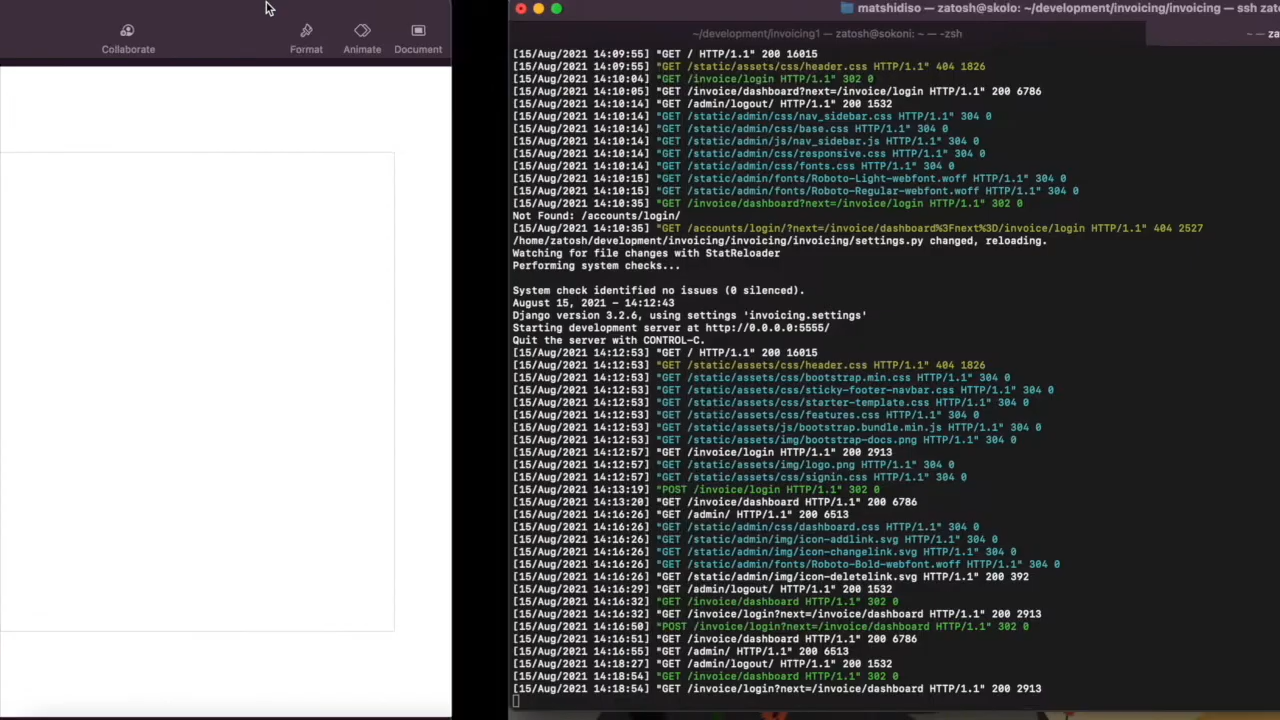 Collaborate
Format
Animate
Document
matshidiso — zatosh@skolo: ~/development/invoicing/invoicing — ssh zato
~/development/invoicing1 — zatosh@sokoni: ~ — -zsh
~ — za
[15/Aug/2021 14:09:55] "GET / HTTP/1.1" 200 16015
[15/Aug/2021 14:09:55] "GET /static/assets/css/header.css HTTP/1.1" 404 1826
[15/Aug/2021 14:10:04] "GET /invoice/login HTTP/1.1" 302 0
[15/Aug/2021 14:10:05] "GET /invoice/dashboard?next=/invoice/login HTTP/1.1" 200 6786
[15/Aug/2021 14:10:14] "GET /admin/logout/ HTTP/1.1" 200 1532
[15/Aug/2021 14:10:14] "GET /static/admin/css/nav_sidebar.css HTTP/1.1" 304 0
[15/Aug/2021 14:10:14] "GET /static/admin/css/base.css HTTP/1.1" 304 0
[15/Aug/2021 14:10:14] "GET /static/admin/js/nav_sidebar.js HTTP/1.1" 304 0
[15/Aug/2021 14:10:14] "GET /static/admin/css/responsive.css HTTP/1.1" 304 0
[15/Aug/2021 14:10:14] "GET /static/admin/css/fonts.css HTTP/1.1" 304 0
[15/Aug/2021 14:10:15] "GET /static/admin/fonts/Roboto-Light-webfont.woff HTTP/1.1" 304 0
[15/Aug/2021 14:10:15] "GET /static/admin/fonts/Roboto-Regular-webfont.woff HTTP/1.1" 304 0
[15/Aug/2021 14:10:35] "GET /invoice/dashboard?next=/invoice/login HTTP/1.1" 302 0
Not Found: /accounts/login/
[15/Aug/2021 14:10:35] "GET /accounts/login/?next=/invoice/dashboard%3Fnext%3D/invoice/login HTTP/1.1" 404 2527
/home/zatosh/development/invoicing/invoicing/invoicing/settings.py changed, reloading.
Watching for file changes with StatReloader
Performing system checks...
System check identified no issues (0 silenced).
August 15, 2021 - 14:12:43
Django version 3.2.6, using settings 'invoicing.settings'
Starting development server at http://0.0.0.0:5555/
Quit the server with CONTROL-C.
[15/Aug/2021 14:12:53] "GET / HTTP/1.1" 200 16015
[15/Aug/2021 14:12:53] "GET /static/assets/css/header.css HTTP/1.1" 404 1826
[15/Aug/2021 14:12:53] "GET /static/assets/css/bootstrap.min.css HTTP/1.1" 304 0
[15/Aug/2021 14:12:53] "GET /static/assets/css/sticky-footer-navbar.css HTTP/1.1" 304 0
[15/Aug/2021 14:12:53] "GET /static/assets/css/starter-template.css HTTP/1.1" 304 0
[15/Aug/2021 14:12:53] "GET /static/assets/css/features.css HTTP/1.1" 304 0
[15/Aug/2021 14:12:53] "GET /static/assets/js/bootstrap.bundle.min.js HTTP/1.1" 304 0
[15/Aug/2021 14:12:53] "GET /static/assets/img/bootstrap-docs.png HTTP/1.1" 304 0
[15/Aug/2021 14:12:57] "GET /invoice/login HTTP/1.1" 200 2913
[15/Aug/2021 14:12:57] "GET /static/assets/img/logo.png HTTP/1.1" 304 0
[15/Aug/2021 14:12:57] "GET /static/assets/css/signin.css HTTP/1.1" 304 0
[15/Aug/2021 14:13:19] "POST /invoice/login HTTP/1.1" 302 0
[15/Aug/2021 14:13:20] "GET /invoice/dashboard HTTP/1.1" 200 6786
[15/Aug/2021 14:16:26] "GET /admin/ HTTP/1.1" 200 6513
[15/Aug/2021 14:16:26] "GET /static/admin/css/dashboard.css HTTP/1.1" 304 0
[15/Aug/2021 14:16:26] "GET /static/admin/img/icon-addlink.svg HTTP/1.1" 304 0
[15/Aug/2021 14:16:26] "GET /static/admin/img/icon-changelink.svg HTTP/1.1" 304 0
[15/Aug/2021 14:16:26] "GET /static/admin/fonts/Roboto-Bold-webfont.woff HTTP/1.1" 304 0
[15/Aug/2021 14:16:26] "GET /static/admin/img/icon-deletelink.svg HTTP/1.1" 200 392
[15/Aug/2021 14:16:29] "GET /admin/logout/ HTTP/1.1" 200 1532
[15/Aug/2021 14:16:32] "GET /invoice/dashboard HTTP/1.1" 302 0
[15/Aug/2021 14:16:32] "GET /invoice/login?next=/invoice/dashboard HTTP/1.1" 200 2913
[15/Aug/2021 14:16:50] "POST /invoice/login?next=/invoice/dashboard HTTP/1.1" 302 0
[15/Aug/2021 14:16:51] "GET /invoice/dashboard HTTP/1.1" 200 6786
[15/Aug/2021 14:16:55] "GET /admin/ HTTP/1.1" 200 6513
[15/Aug/2021 14:18:27] "GET /admin/logout/ HTTP/1.1" 200 1532
[15/Aug/2021 14:18:54] "GET /invoice/dashboard HTTP/1.1" 302 0
[15/Aug/2021 14:18:54] "GET /invoice/login?next=/invoice/dashboard HTTP/1.1" 200 2913